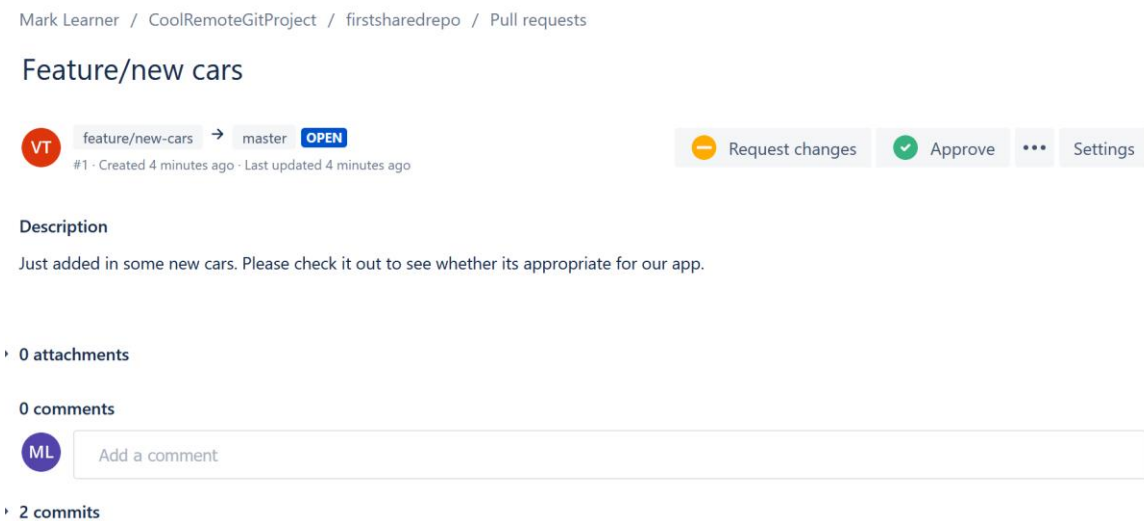 Mark Learner / CoolRemoteGitProject / firstsharedrepo / Pull requests
Feature/new cars
VT
feature/new-cars → master OPEN
#1 · Created 4 minutes ago · Last updated 4 minutes ago
Request changes Approve ••• Settings
Description
Just added in some new cars. Please check it out to see whether its appropriate for our app.
0 attachments
0 comments
ML
Add a comment
2 commits